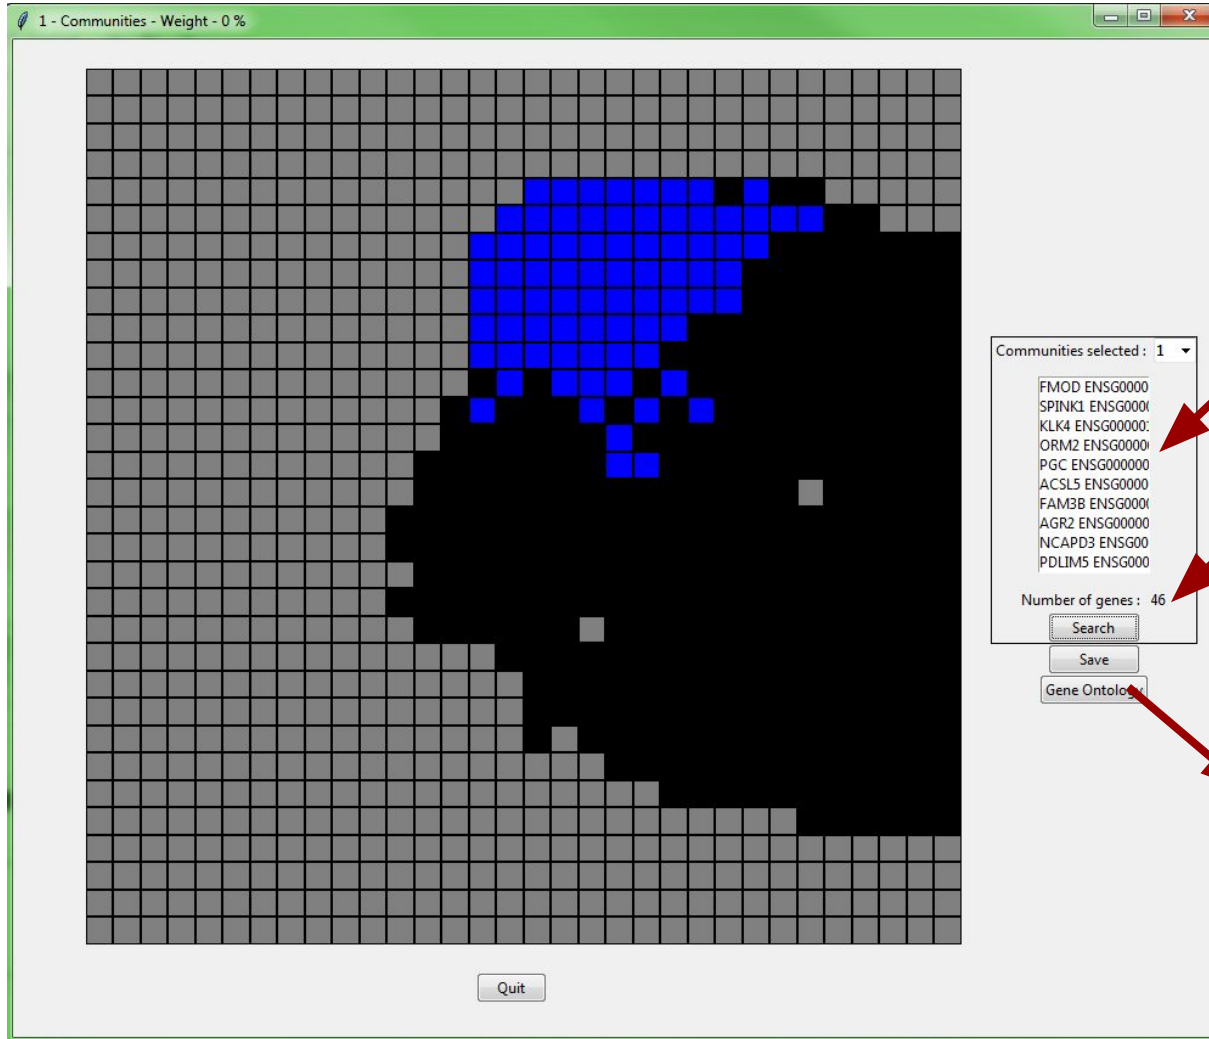 1 - Communities - Weight - 0 %
Communities selected : 1
FMOD ENSG0000
SPINK1 ENSG000
KLK4 ENSG00001
ORM2 ENSG0000
PGC ENSG000000
ACSL5 ENSG0000
FAM3B ENSG000
AGR2 ENSG00000
NCAPD3 ENSG00
PDLIM5 ENSG000
Number of genes : 46
Search
Save
Gene Ontology
Quit